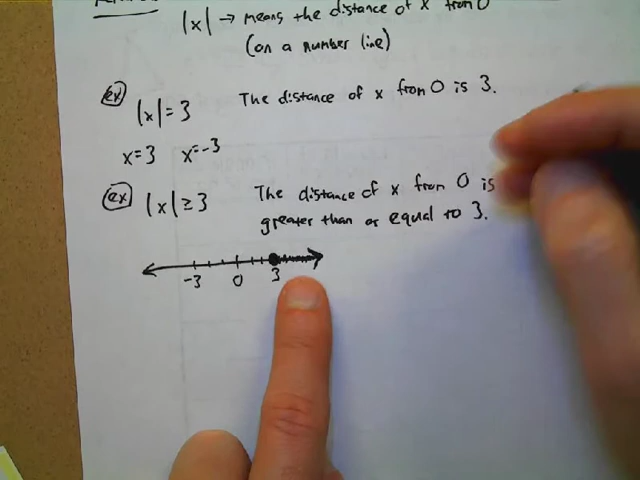 |x| → means the distance of x from 0
(on a number line)
ex |x|=3 The distance of x from 0 is 3.
x=3 x=-3
ex |x|≥3 The distance of x from 0 is
greater than or equal to 3.
-3 0 3